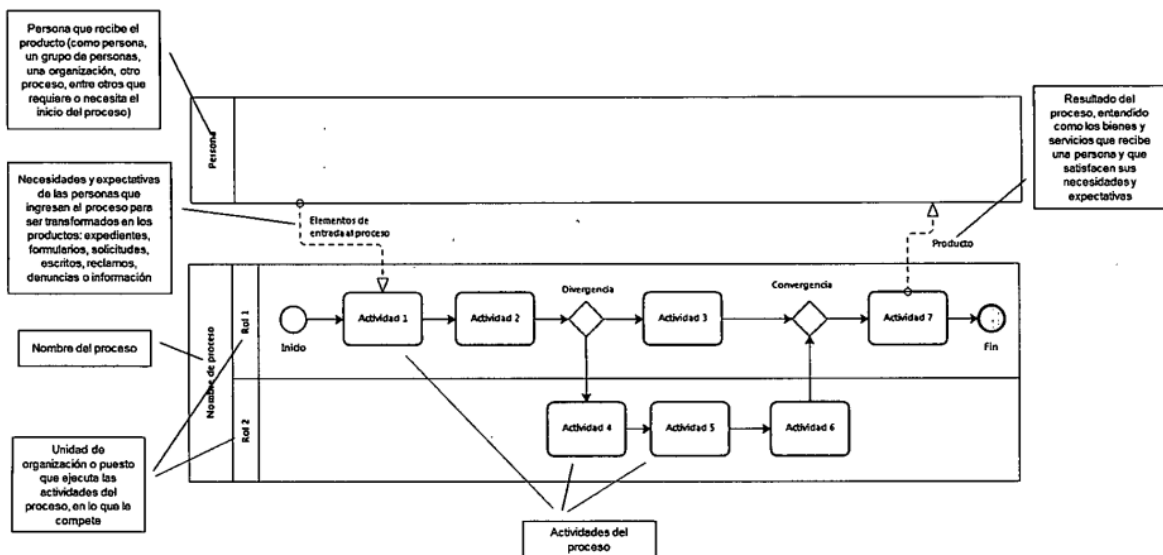 Persona que recibe el
producto (como persona,
un grupo de personas,
una organización, otro
proceso, entre otros que
requiere o necesita el
inicio del proceso)
Persona
Resultado del
proceso, entendido
como los bienes y
servicios que recibe
una persona y que
satisfacen sus
necesidades y
expectativas
Necesidades y expectativas
de las personas que
ingresan al proceso para
ser transformados en los
productos: expedientes,
formularios, solicitudes,
escritos, reclamos,
denuncias o información
Elementos de
entrada al proceso
Producto
Nombre del proceso
Nombre de proceso
Rol 1
Inicio
Actividad 1
Actividad 2
Divergencia
Actividad 3
Convergencia
Actividad 7
Fin
Rol 2
Actividad 4
Actividad 5
Actividad 6
Unidad de
organización o puesto
que ejecuta las
actividades del
proceso, en lo que le
compete
Actividades del
proceso